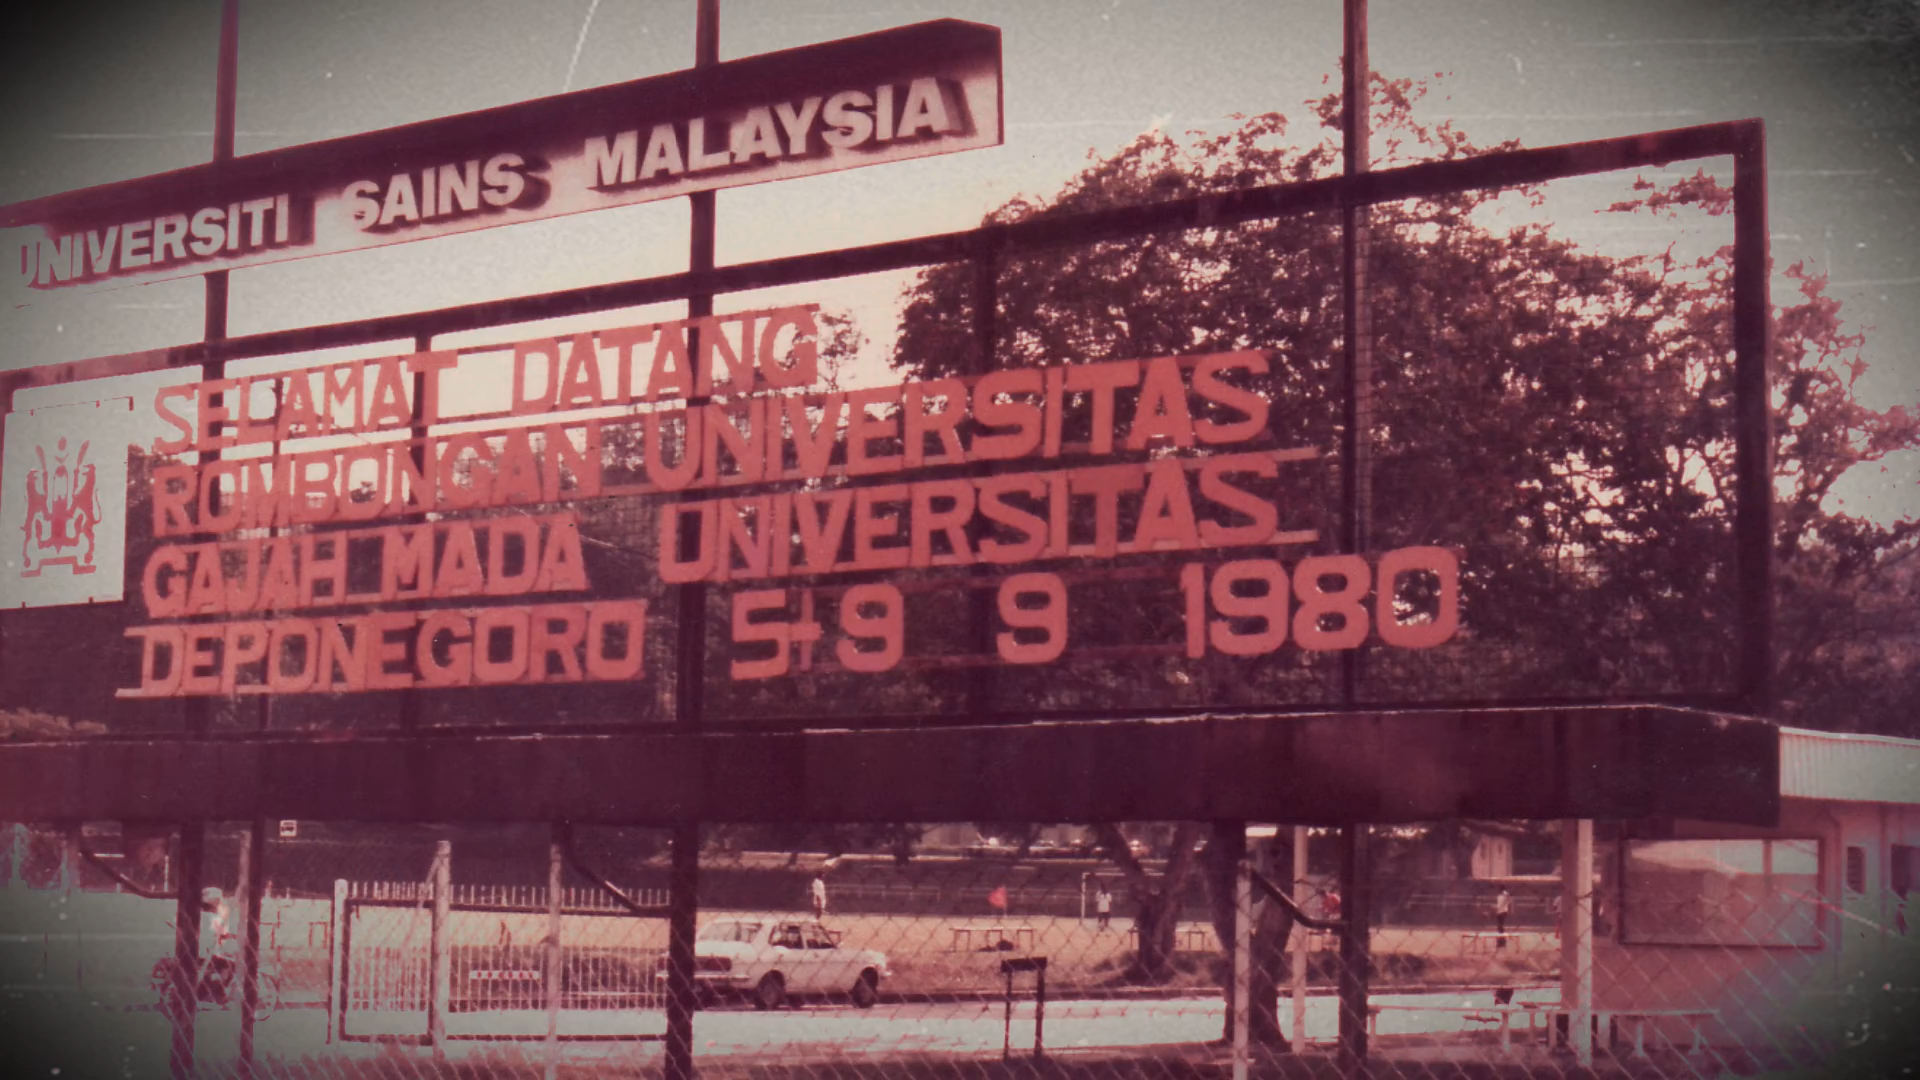 UNIVERSITI SAINS MALAYSIA
SELAMAT DATANG
ROMBONGAN UNIVERSITAS
GAJAH MADA UNIVERSITAS
DEPONEGORO 5+9 9 1980